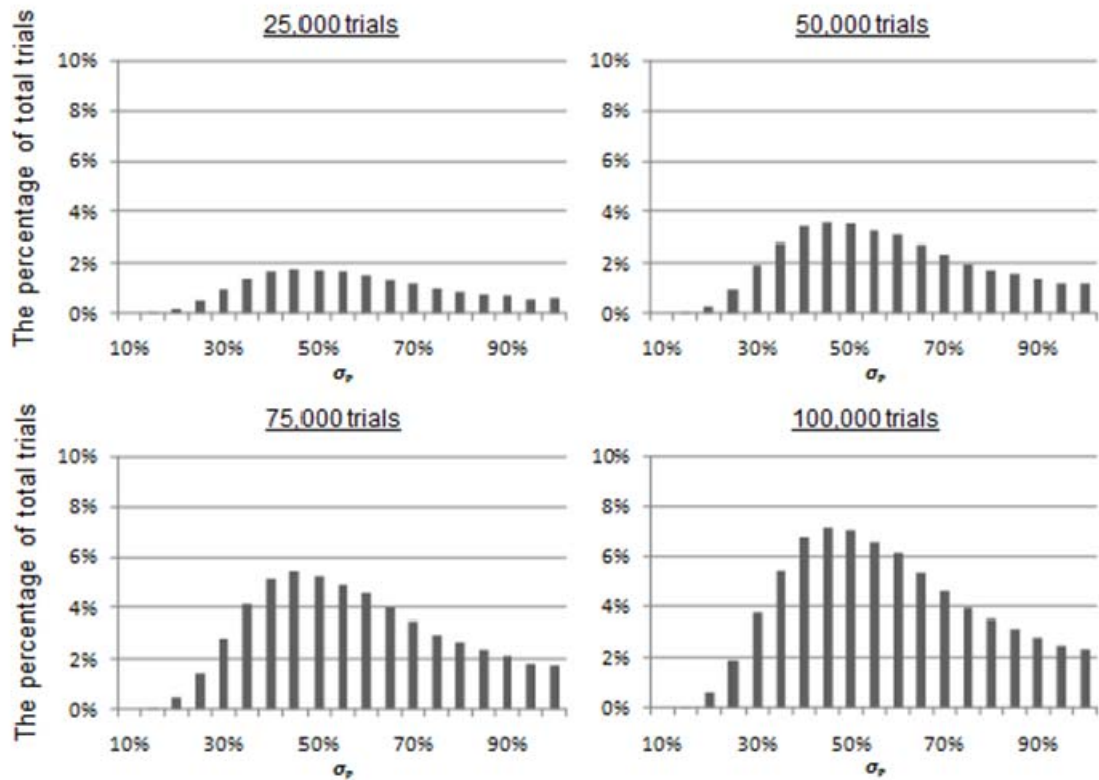 25,000 trials
The percentage of total trials
10%
8%
6%
4%
2%
0%
10% 30% 50% 70% 90%
σP
50,000 trials
10%
8%
6%
4%
2%
0%
10% 30% 50% 70% 90%
σP
75,000 trials
The percentage of total trials
10%
8%
6%
4%
2%
0%
10% 30% 50% 70% 90%
σP
100,000 trials
10%
8%
6%
4%
2%
0%
10% 30% 50% 70% 90%
σP